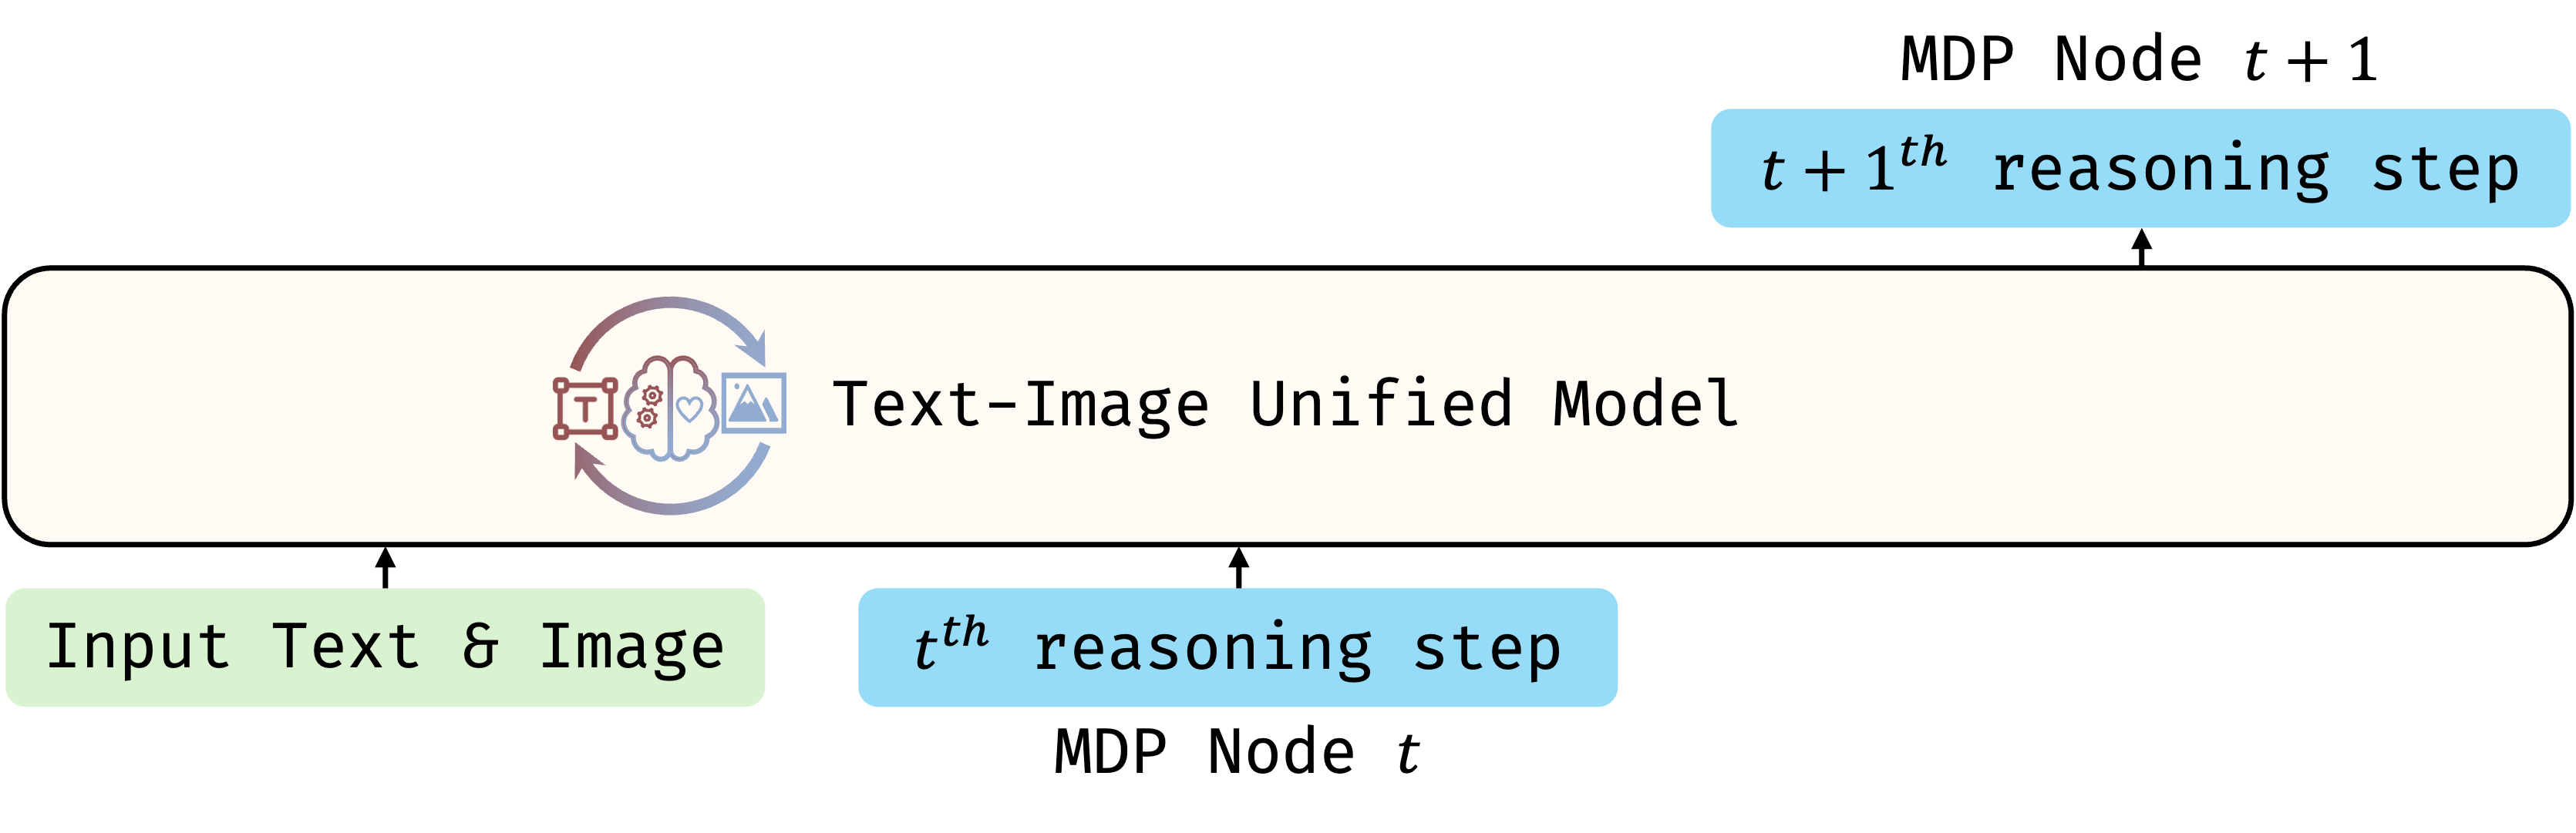 MDP Node t + 1
t + 1^th reasoning step
T
Text-Image Unified Model
Input Text & Image
t^th reasoning step
MDP Node t